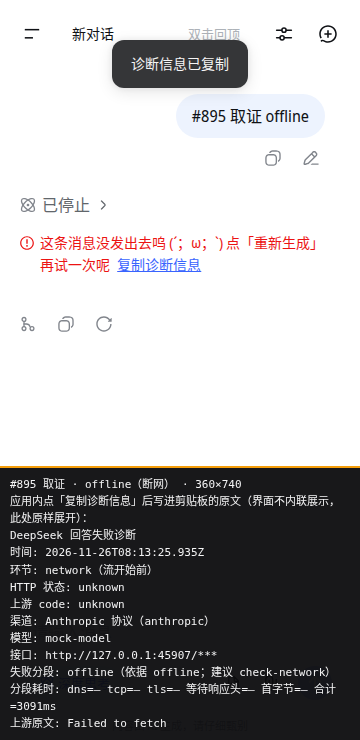 新对话
双击回顶
诊断信息已复制
#895 取证 offline
已停止
这条消息没发出去呜 (´；ω；`) 点「重新生成」
再试一次呢 复制诊断信息
#895 取证 · offline（断网） · 360×740
应用内点「复制诊断信息」后写进剪贴板的原文（界面不内联展示，
此处原样展开）：
DeepSeek 回答失败诊断
时间: 2026-11-26T08:13:25.935Z
环节: network（流开始前）
HTTP 状态: unknown
上游 code: unknown
渠道: Anthropic 协议（anthropic）
模型: mock-model
接口: http://127.0.0.1:45907/***
失败分段: offline（依据 offline；建议 check-network）
分段耗时: dns=— tcp=— tls=— 等待响应头=— 首字节=— 合计
=3091ms
上游原文: Failed to fetch